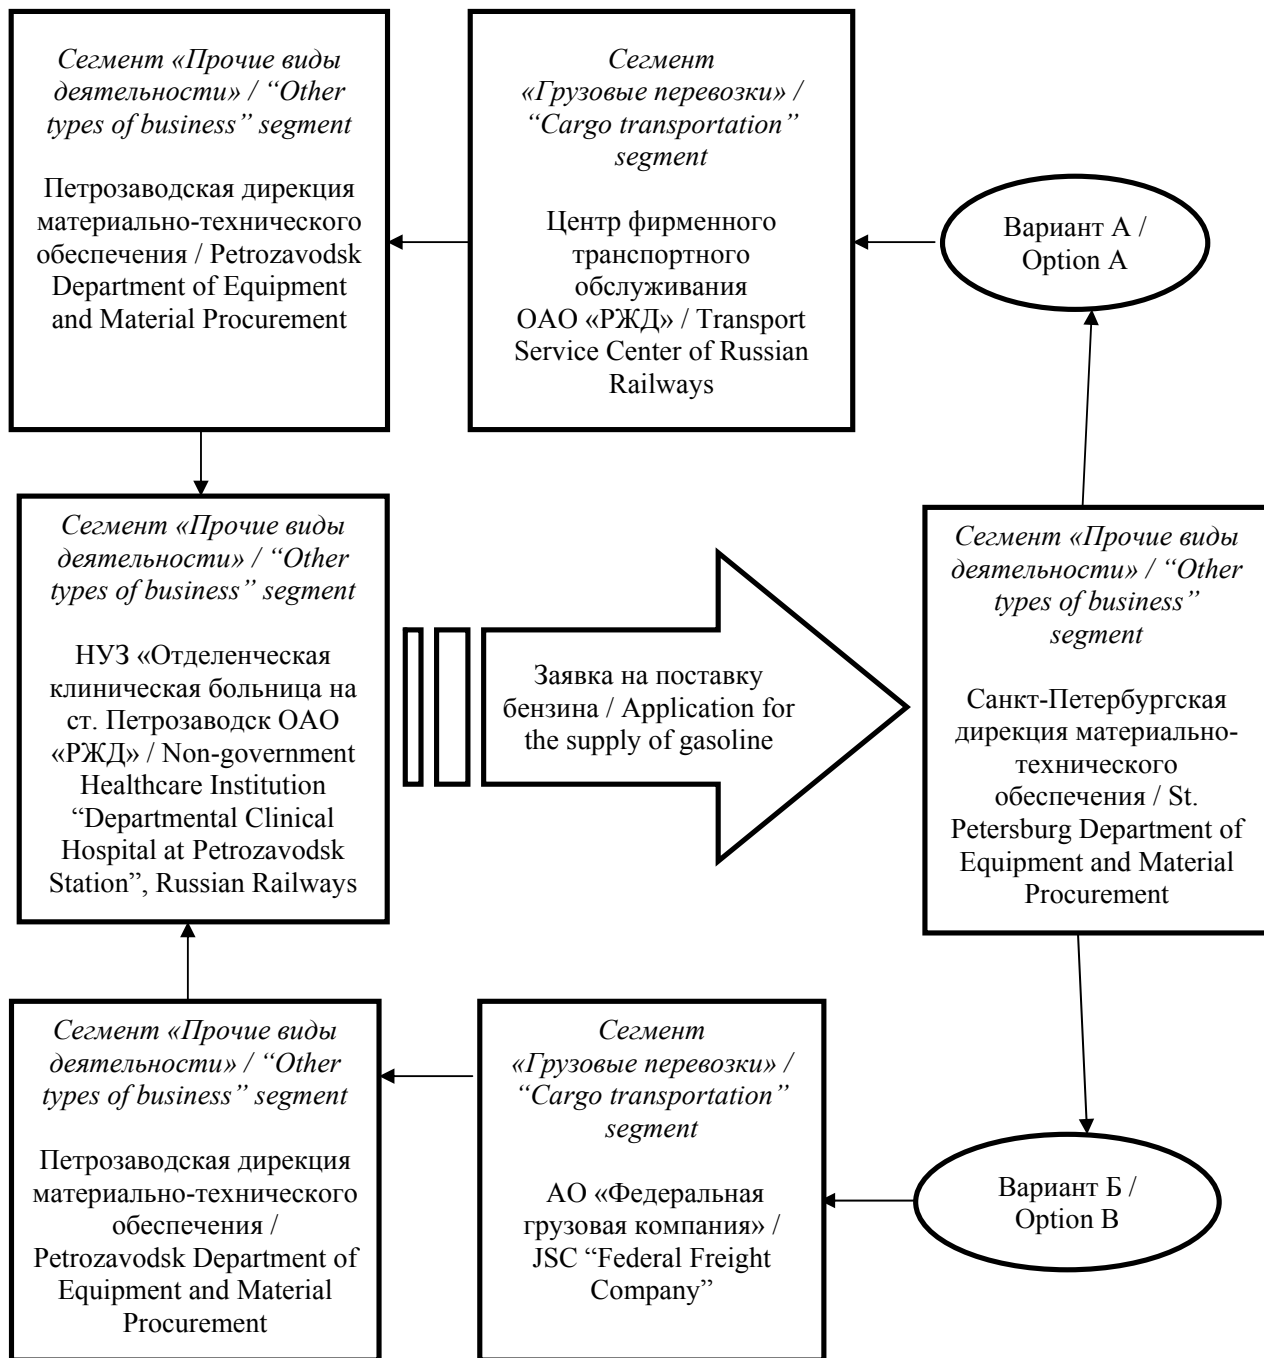 Сегмент «Прочие виды
деятельности» / “Other
types of business” segment
Петрозаводская дирекция
материально-технического
обеспечения / Petrozavodsk
Department of Equipment
and Material Procurement
Сегмент
«Грузовые перевозки» /
“Cargo transportation”
segment
Центр фирменного
транспортного
обслуживания
ОАО «РЖД» / Transport
Service Center of Russian
Railways
Вариант А /
Option A
Сегмент «Прочие виды
деятельности» / “Other
types of business” segment
НУЗ «Отделенческая
клиническая больница на
ст. Петрозаводск ОАО
«РЖД» / Non-government
Healthcare Institution
“Departmental Clinical
Hospital at Petrozavodsk
Station”, Russian Railways
Заявка на поставку
бензина / Application for
the supply of gasoline
Сегмент «Прочие виды
деятельности» / “Other
types of business”
segment
Санкт-Петербургская
дирекция материально-
технического
обеспечения / St.
Petersburg Department of
Equipment and Material
Procurement
Сегмент «Прочие виды
деятельности» / “Other
types of business” segment
Петрозаводская дирекция
материально-технического
обеспечения /
Petrozavodsk Department of
Equipment and Material
Procurement
Сегмент
«Грузовые перевозки» /
“Cargo transportation”
segment
АО «Федеральная
грузовая компания» /
JSC “Federal Freight
Company”
Вариант Б /
Option B